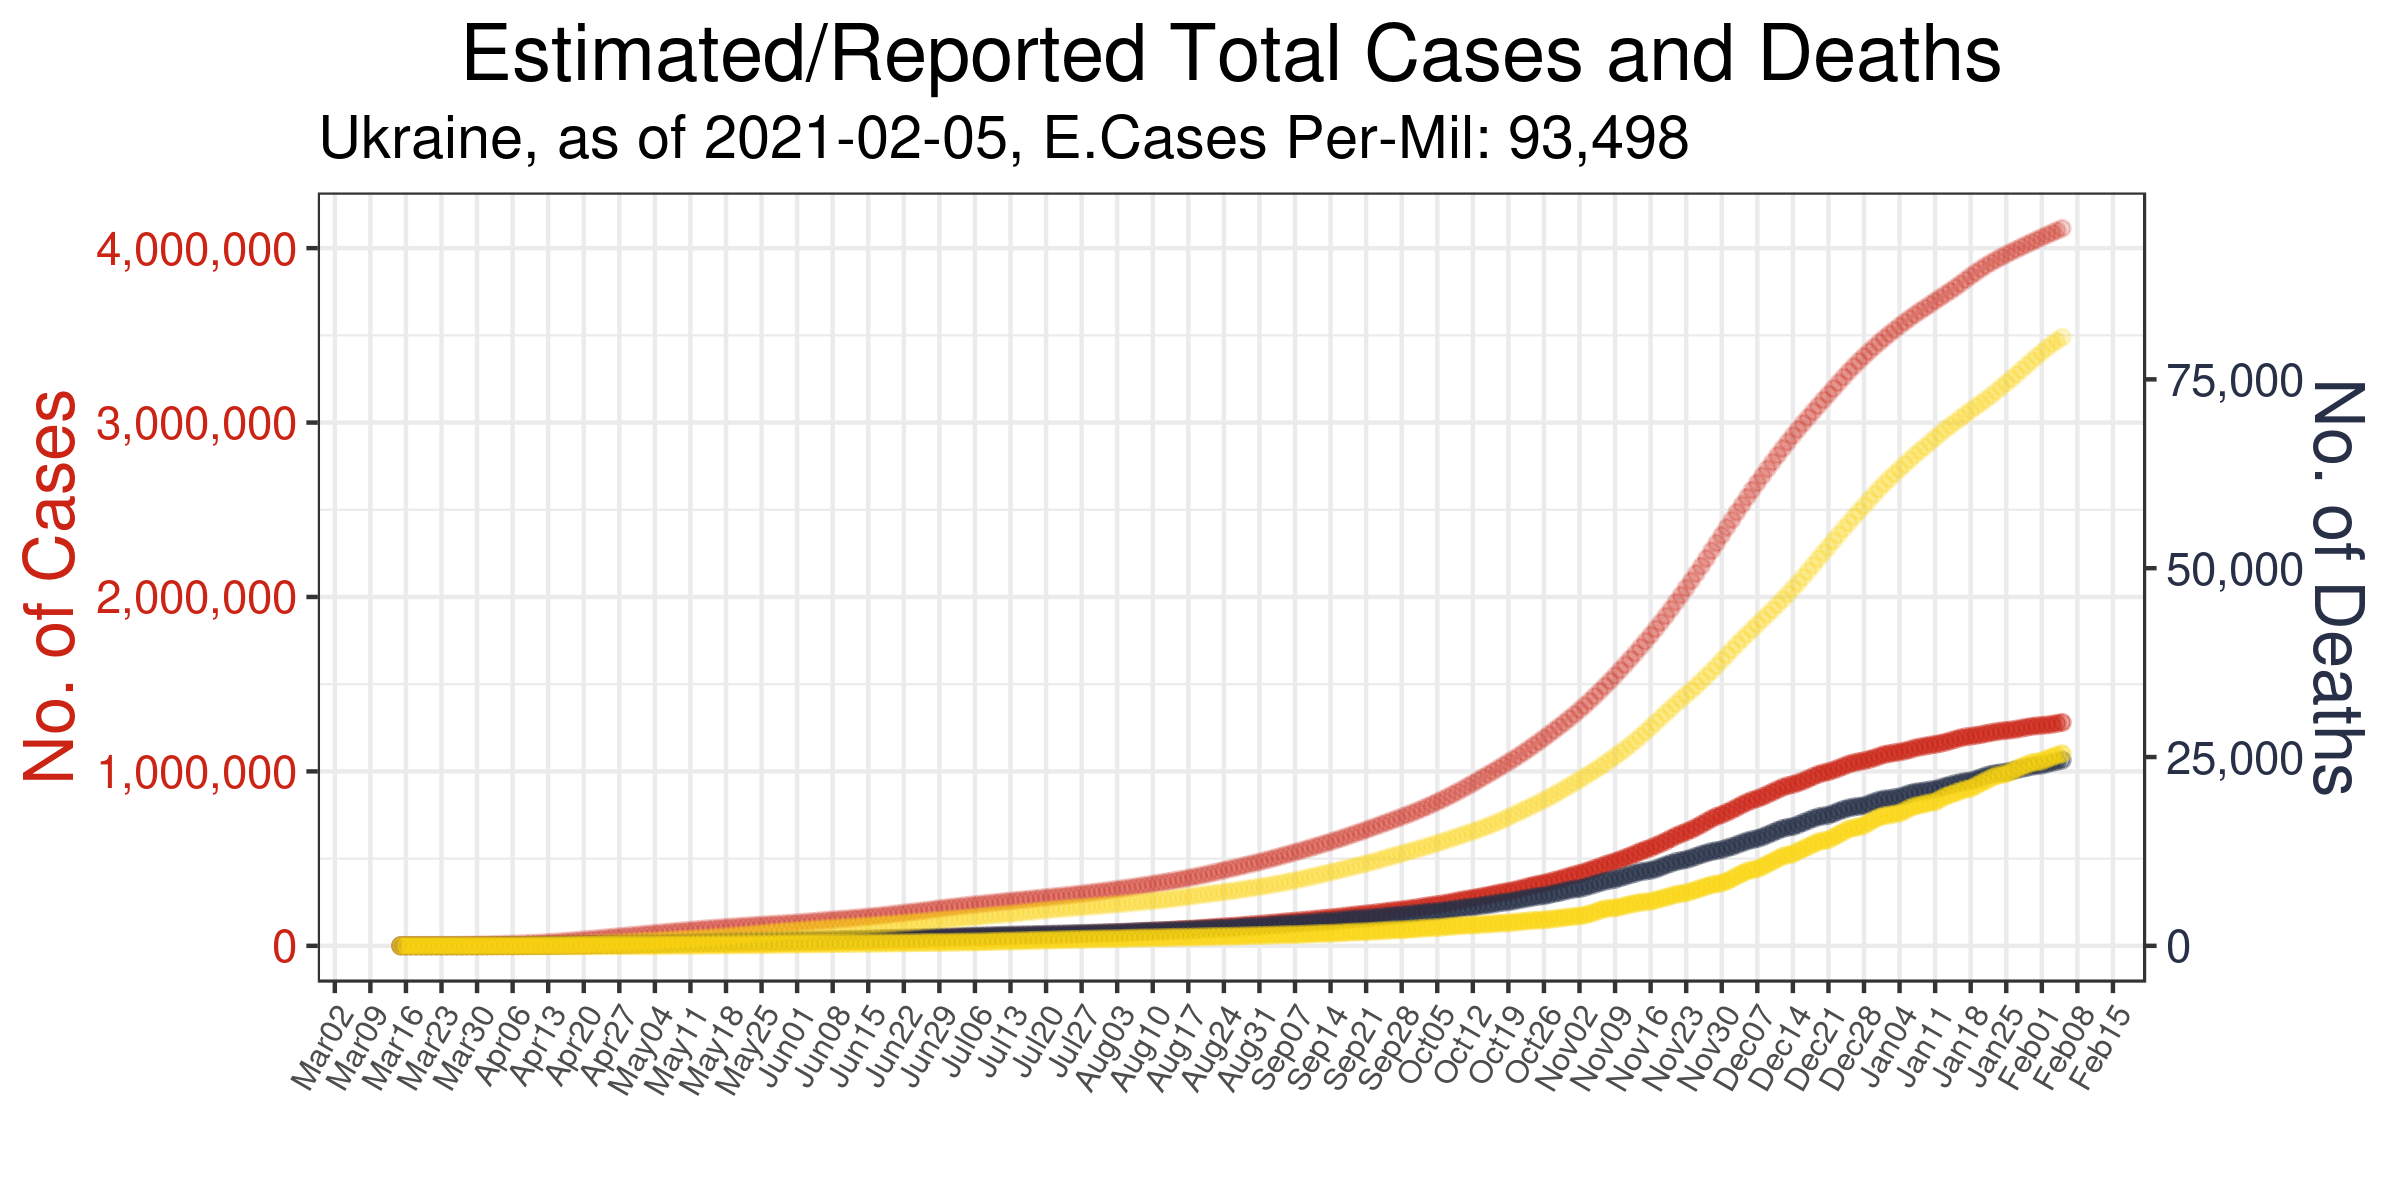 Estimated/Reported Total Cases and Deaths
Ukraine, as of 2021-02-05, E.Cases Per-Mil: 93,498
No. of Cases
4,000,000
3,000,000
2,000,000
1,000,000
0
75,000
50,000
25,000
0
No. of Deaths
Mar02
Mar09
Mar16
Mar23
Mar30
Apr06
Apr13
Apr20
Apr27
May04
May11
May18
May25
Jun01
Jun08
Jun15
Jun22
Jun29
Jul06
Jul13
Jul20
Jul27
Aug03
Aug10
Aug17
Aug24
Aug31
Sep07
Sep14
Sep21
Sep28
Oct05
Oct12
Oct19
Oct26
Nov02
Nov09
Nov16
Nov23
Nov30
Dec07
Dec14
Dec21
Dec28
Jan04
Jan11
Jan18
Jan25
Feb01
Feb08
Feb15